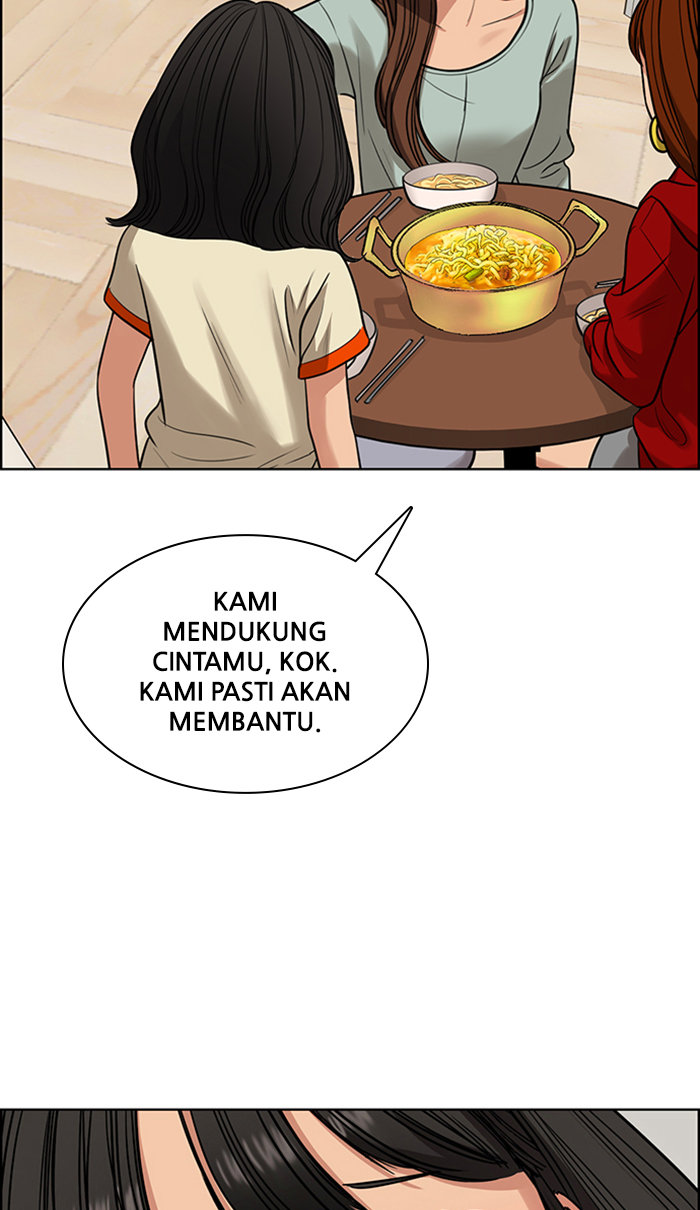 KAMI
MENDUKUNG
CINTAMU, KOK.
KAMI PASTI AKAN
MEMBANTU.